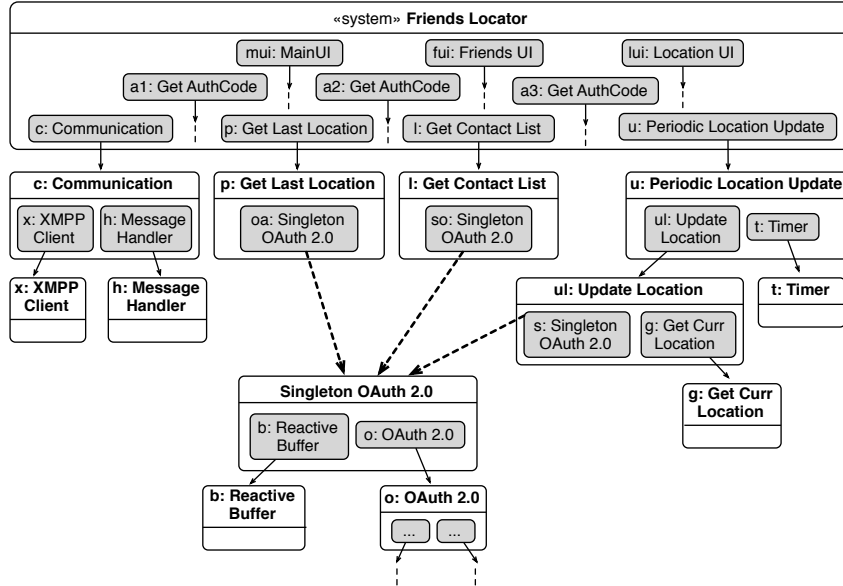 «system» Friends Locator
mui: MainUI
fui: Friends UI
lui: Location UI
a1: Get AuthCode
a2: Get AuthCode
a3: Get AuthCode
c: Communication
p: Get Last Location
l: Get Contact List
u: Periodic Location Update
c: Communication
x: XMPP
Client
h: Message
Handler
p: Get Last Location
oa: Singleton
OAuth 2.0
l: Get Contact List
so: Singleton
OAuth 2.0
u: Periodic Location Update
ul: Update
Location
t: Timer
x: XMPP
Client
h: Message
Handler
ul: Update Location
s: Singleton
OAuth 2.0
g: Get Curr
Location
t: Timer
g: Get Curr
Location
Singleton OAuth 2.0
b: Reactive
Buffer
o: OAuth 2.0
b: Reactive
Buffer
o: OAuth 2.0
...
...